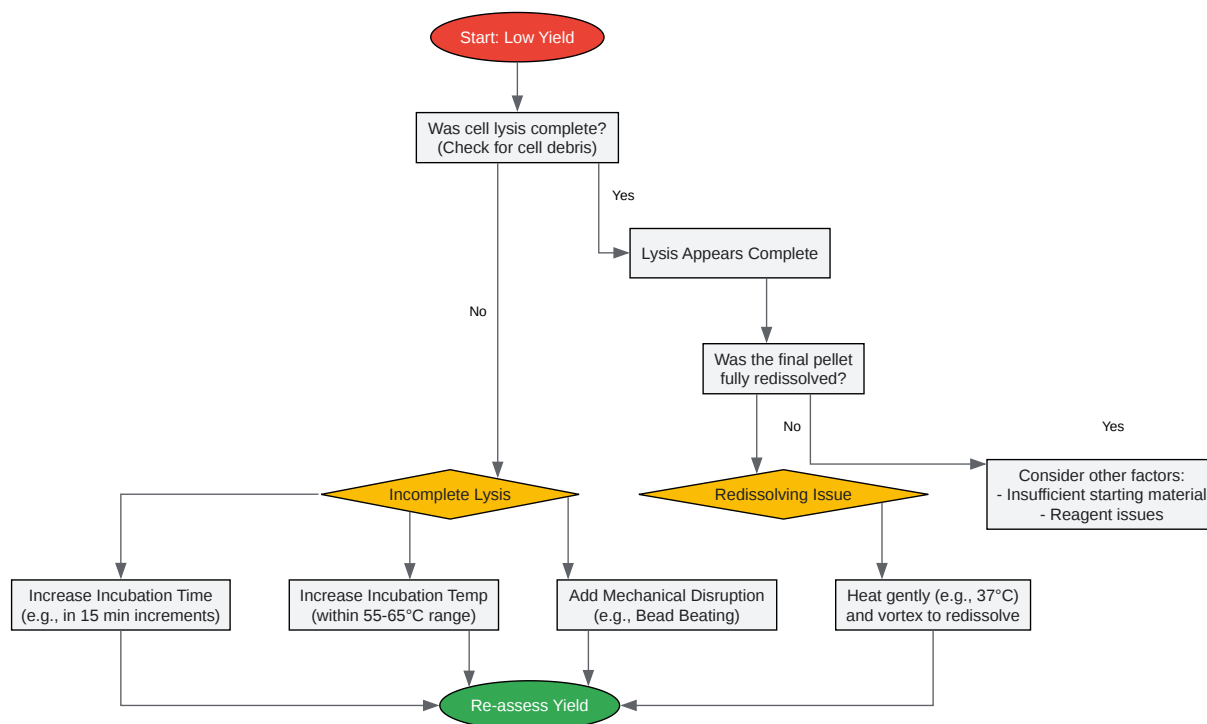 Start: Low Yield
Was cell lysis complete?
(Check for cell debris)
Yes
Lysis Appears Complete
No
Was the final pellet
fully redissolved?
No
Yes
Incomplete Lysis
Redissolving Issue
Consider other factors:
- Insufficient starting material
- Reagent issues
Increase Incubation Time
(e.g., in 15 min increments)
Increase Incubation Temp
(within 55-65°C range)
Add Mechanical Disruption
(e.g., Bead Beating)
Heat gently (e.g., 37°C)
and vortex to redissolve
Re-assess Yield